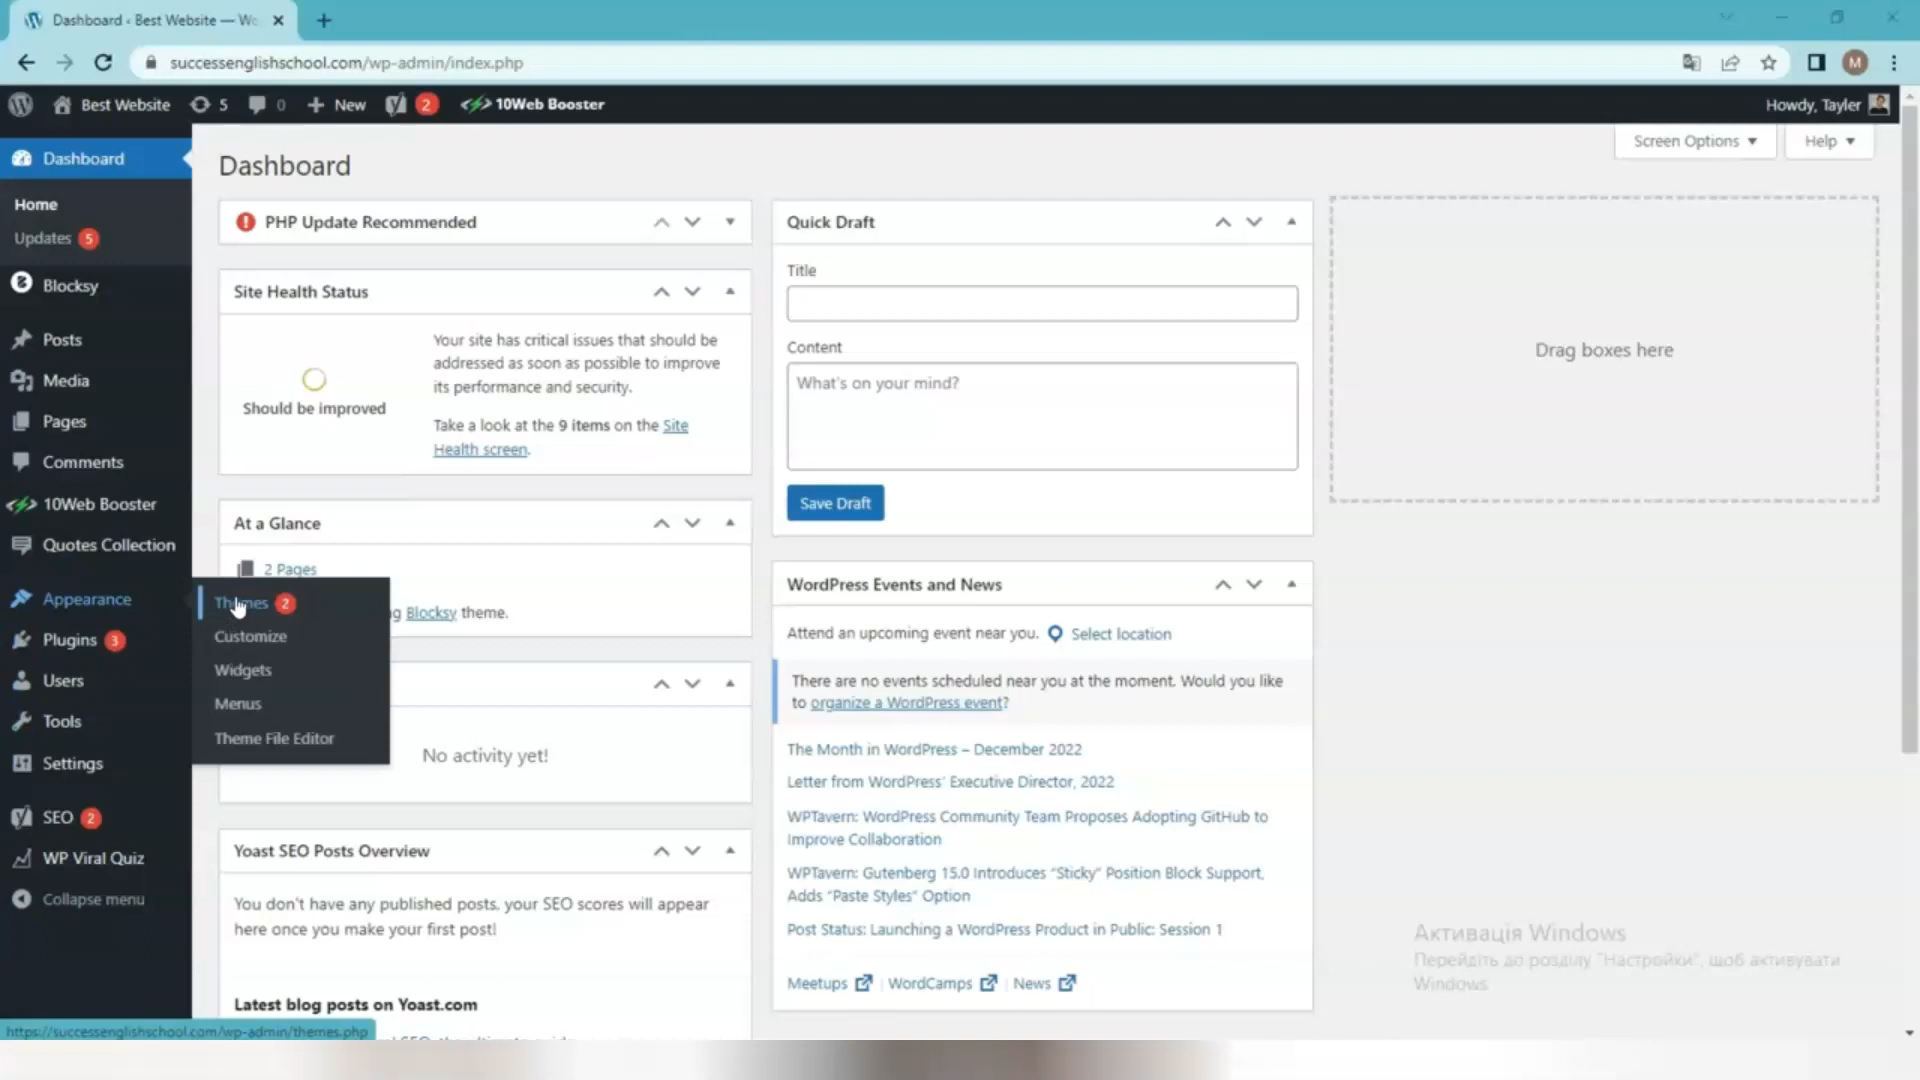 Dashboard ‹ Best Website — Wo
successenglishschool.com/wp-admin/index.php
M
Best Website 5 0 New 2 10Web Booster
Howdy, Tayler
Screen Options Help
Dashboard
Home
Updates 5
Blocksy
Posts
Media
Pages
Comments
10Web Booster
Quotes Collection
Appearance
Plugins 3
Users
Tools
Settings
SEO 2
WP Viral Quiz
Collapse menu
Themes 2
Customize
Widgets
Menus
Theme File Editor
Dashboard
PHP Update Recommended
Site Health Status
Should be improved
Your site has critical issues that should be
addressed as soon as possible to improve
its performance and security.
Take a look at the 9 items on the Site
Health screen.
At a Glance
2 Pages
Blocksy theme.
No activity yet!
Yoast SEO Posts Overview
You don't have any published posts, your SEO scores will appear
here once you make your first post!
Latest blog posts on Yoast.com
Quick Draft
Title
Content
What's on your mind?
Save Draft
WordPress Events and News
Attend an upcoming event near you. Select location
There are no events scheduled near you at the moment. Would you like
to organize a WordPress event?
The Month in WordPress – December 2022
Letter from WordPress' Executive Director, 2022
WPTavern: WordPress Community Team Proposes Adopting GitHub to
Improve Collaboration
WPTavern: Gutenberg 15.0 Introduces "Sticky" Position Block Support,
Adds "Paste Styles" Option
Post Status: Launching a WordPress Product in Public: Session 1
Meetups | WordCamps | News
Drag boxes here
Активація Windows
Перейдіть до розділу "Настройки", щоб активувати
Windows
https://successenglishschool.com/wp-admin/themes.php